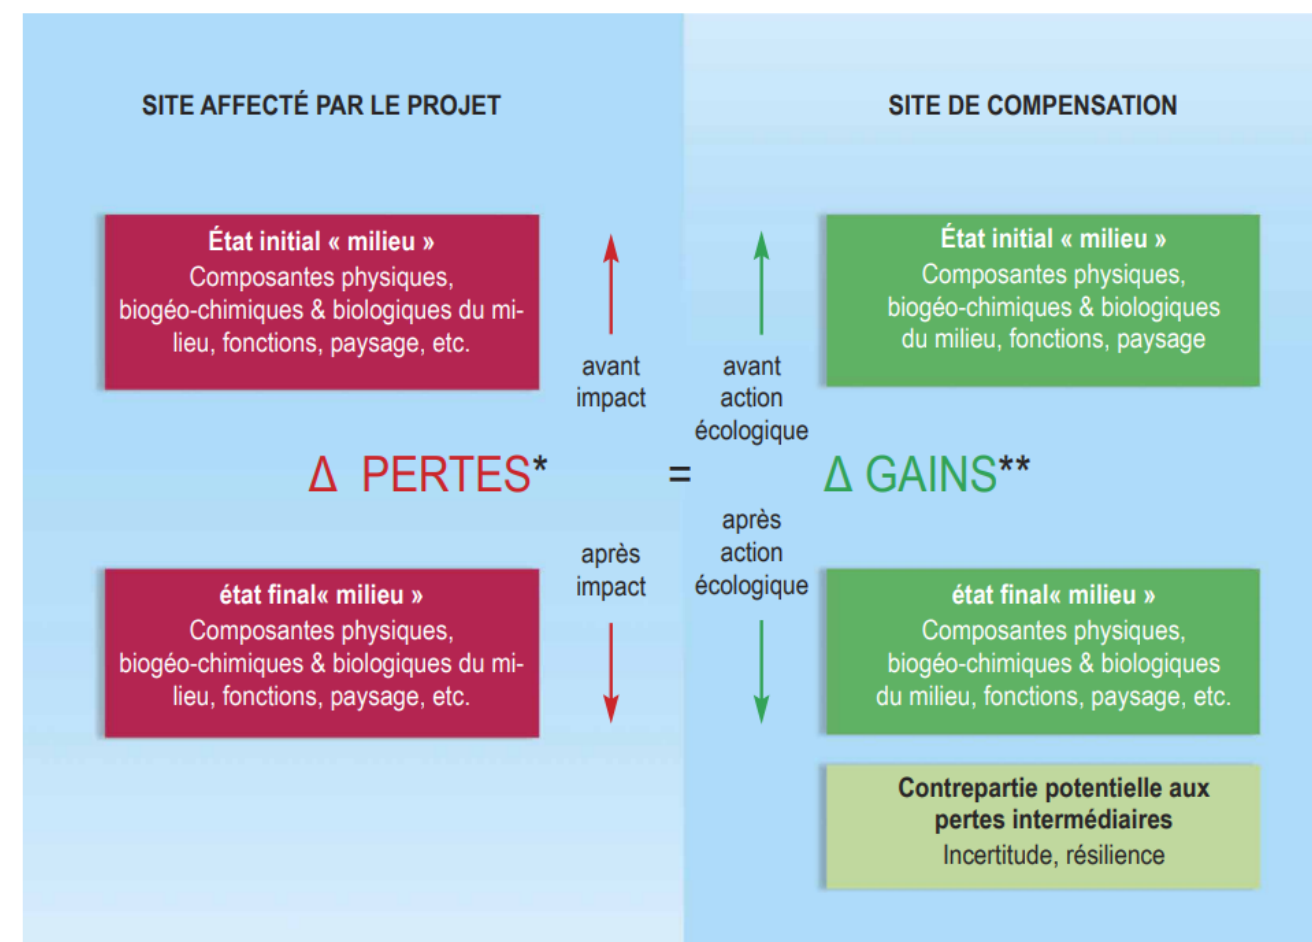 SITE AFFECTÉ PAR LE PROJET
SITE DE COMPENSATION
État initial « milieu »
Composantes physiques,
biogéo-chimiques & biologiques du mi-
lieu, fonctions, paysage, etc.
avant
impact
avant
action
écologique
État initial « milieu »
Composantes physiques,
biogéo-chimiques & biologiques
du milieu, fonctions, paysage
Δ PERTES*
=
Δ GAINS**
état final« milieu »
Composantes physiques,
biogéo-chimiques & biologiques du mi-
lieu, fonctions, paysage, etc.
après
impact
après
action
écologique
état final« milieu »
Composantes physiques,
biogéo-chimiques & biologiques
du milieu, fonctions, paysage, etc.
Contrepartie potentielle aux
pertes intermédiaires
Incertitude, résilience